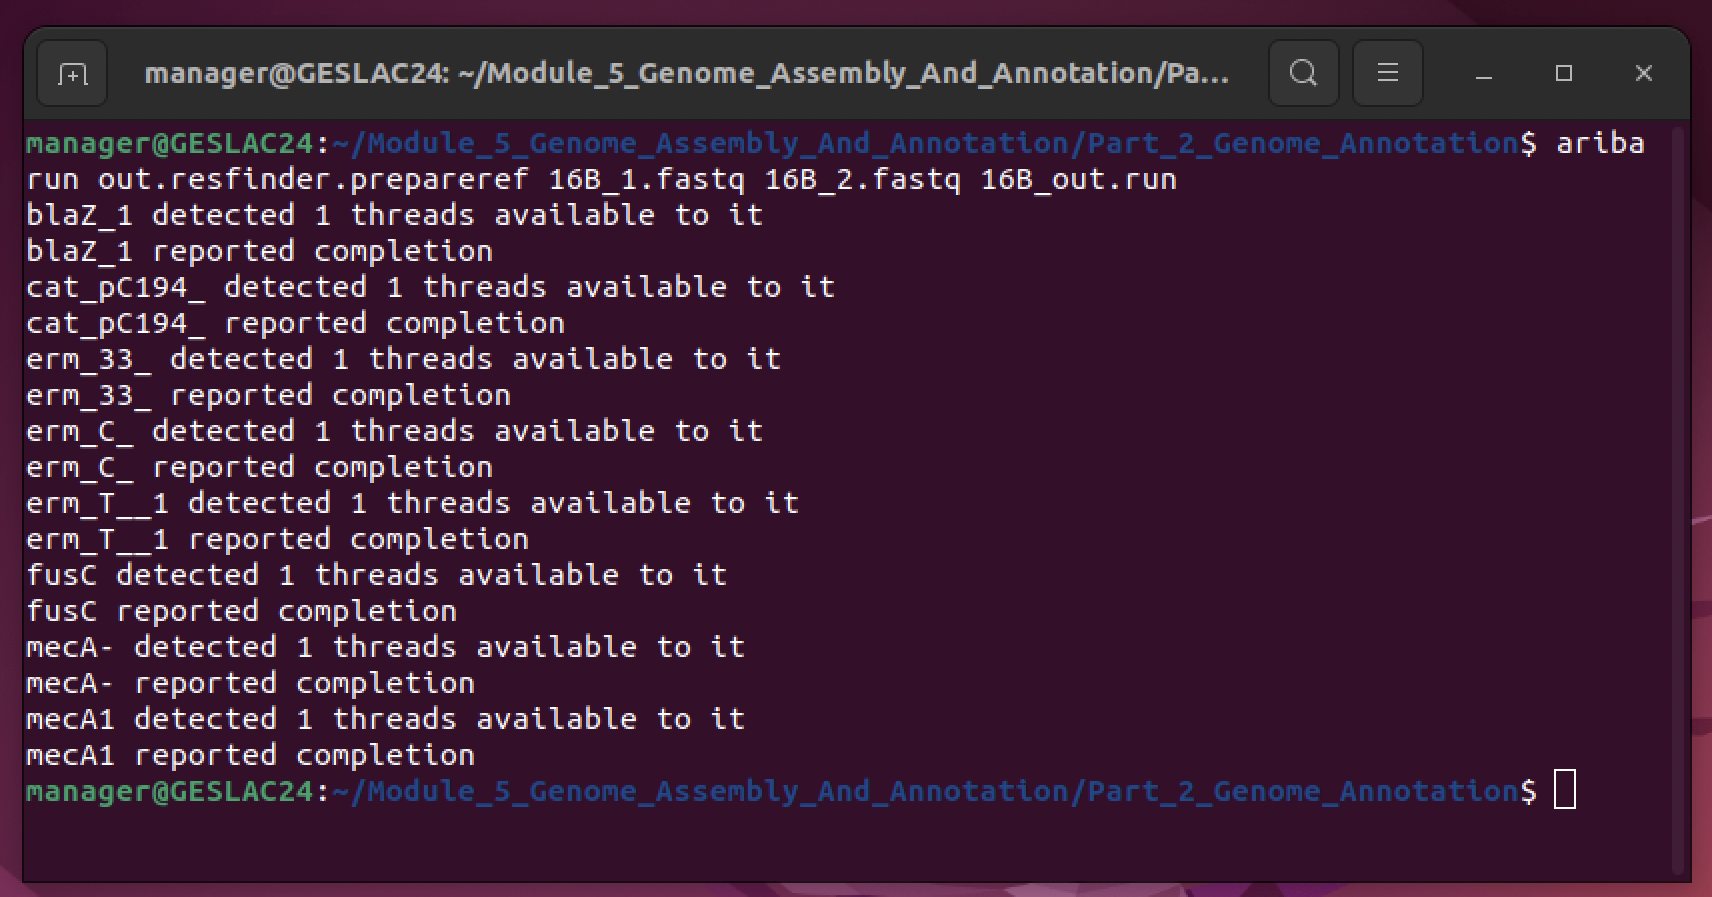 manager@GESLAC24: ~/Module_5_Genome_Assembly_And_Annotation/Pa...
manager@GESLAC24:~/Module_5_Genome_Assembly_And_Annotation/Part_2_Genome_Annotation$ ariba
run out.resfinder.prepareref 16B_1.fastq 16B_2.fastq 16B_out.run
blaZ_1 detected 1 threads available to it
blaZ_1 reported completion
cat_pC194_ detected 1 threads available to it
cat_pC194_ reported completion
erm_33_ detected 1 threads available to it
erm_33_ reported completion
erm_C_ detected 1 threads available to it
erm_C_ reported completion
erm_T__1 detected 1 threads available to it
erm_T__1 reported completion
fusC detected 1 threads available to it
fusC reported completion
mecA- detected 1 threads available to it
mecA- reported completion
mecA1 detected 1 threads available to it
mecA1 reported completion
manager@GESLAC24:~/Module_5_Genome_Assembly_And_Annotation/Part_2_Genome_Annotation$